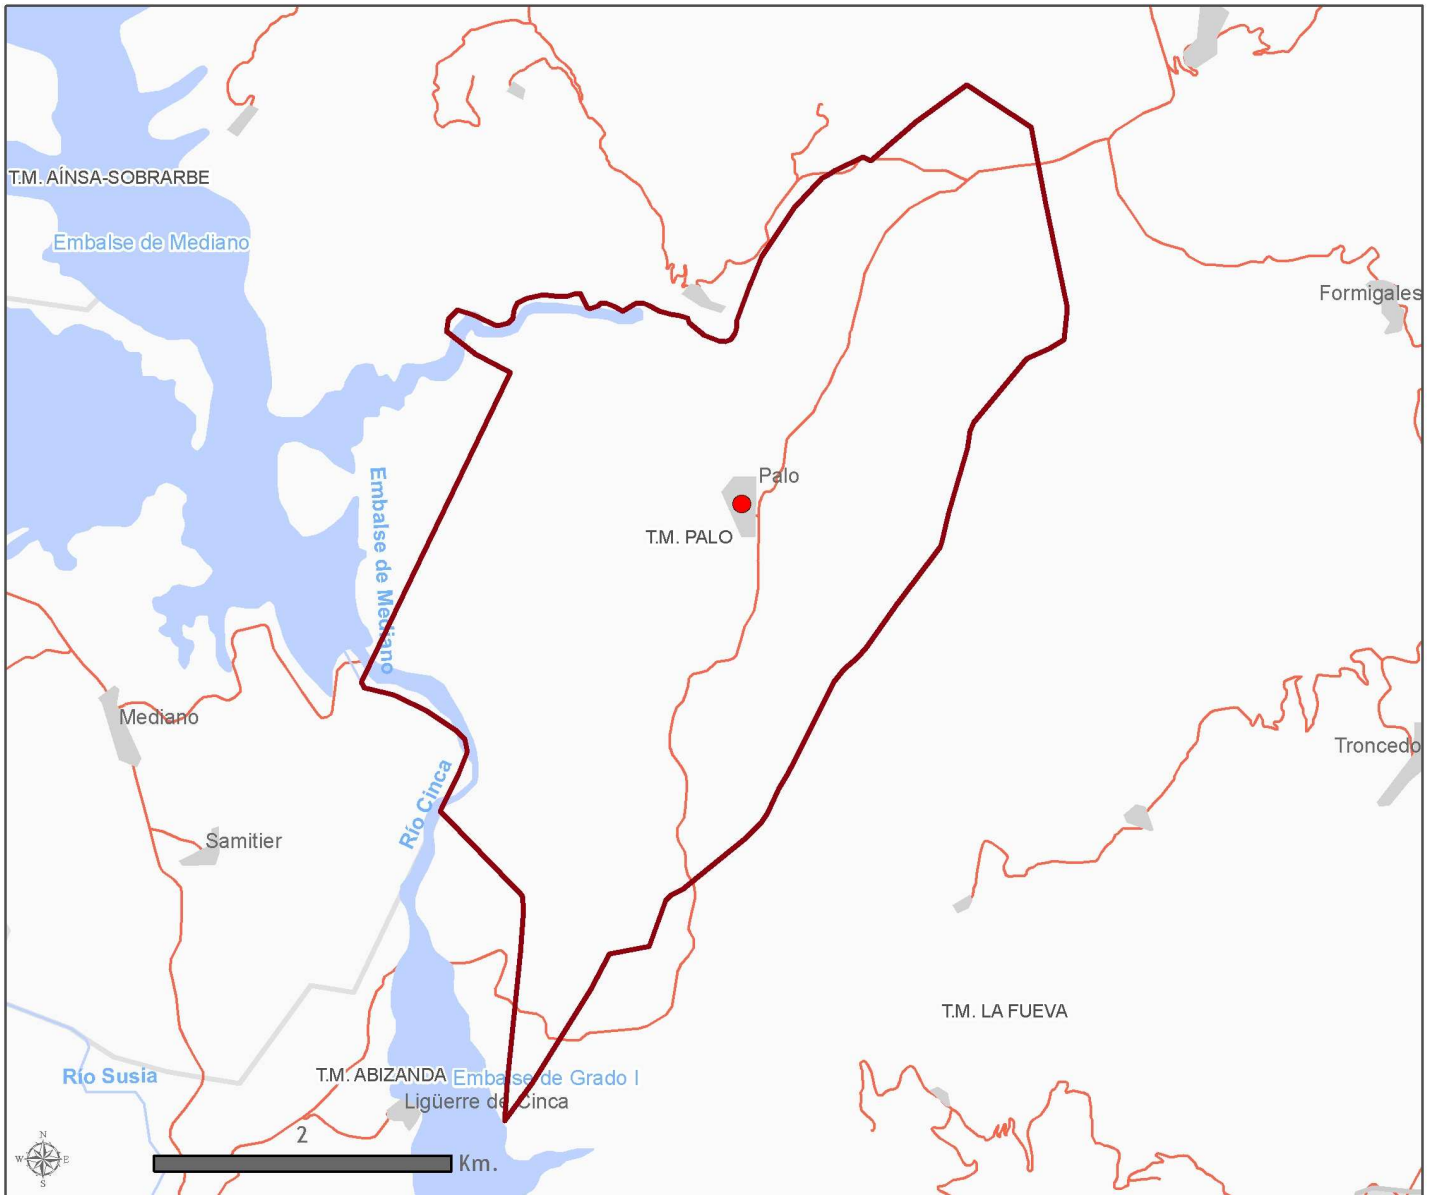 T.M. AÍNSA-SOBRARBE
Embalse de Mediano
Formigales
Palo
Embalse de Mediano
T.M. PALO
Mediano
Troncedo
Río Cinca
Samitier
T.M. LA FUEVA
Río Susia
T.M. ABIZANDA
Embalse de Grado I
Ligüerre de Cinca
2
Km.
N
W
E
S